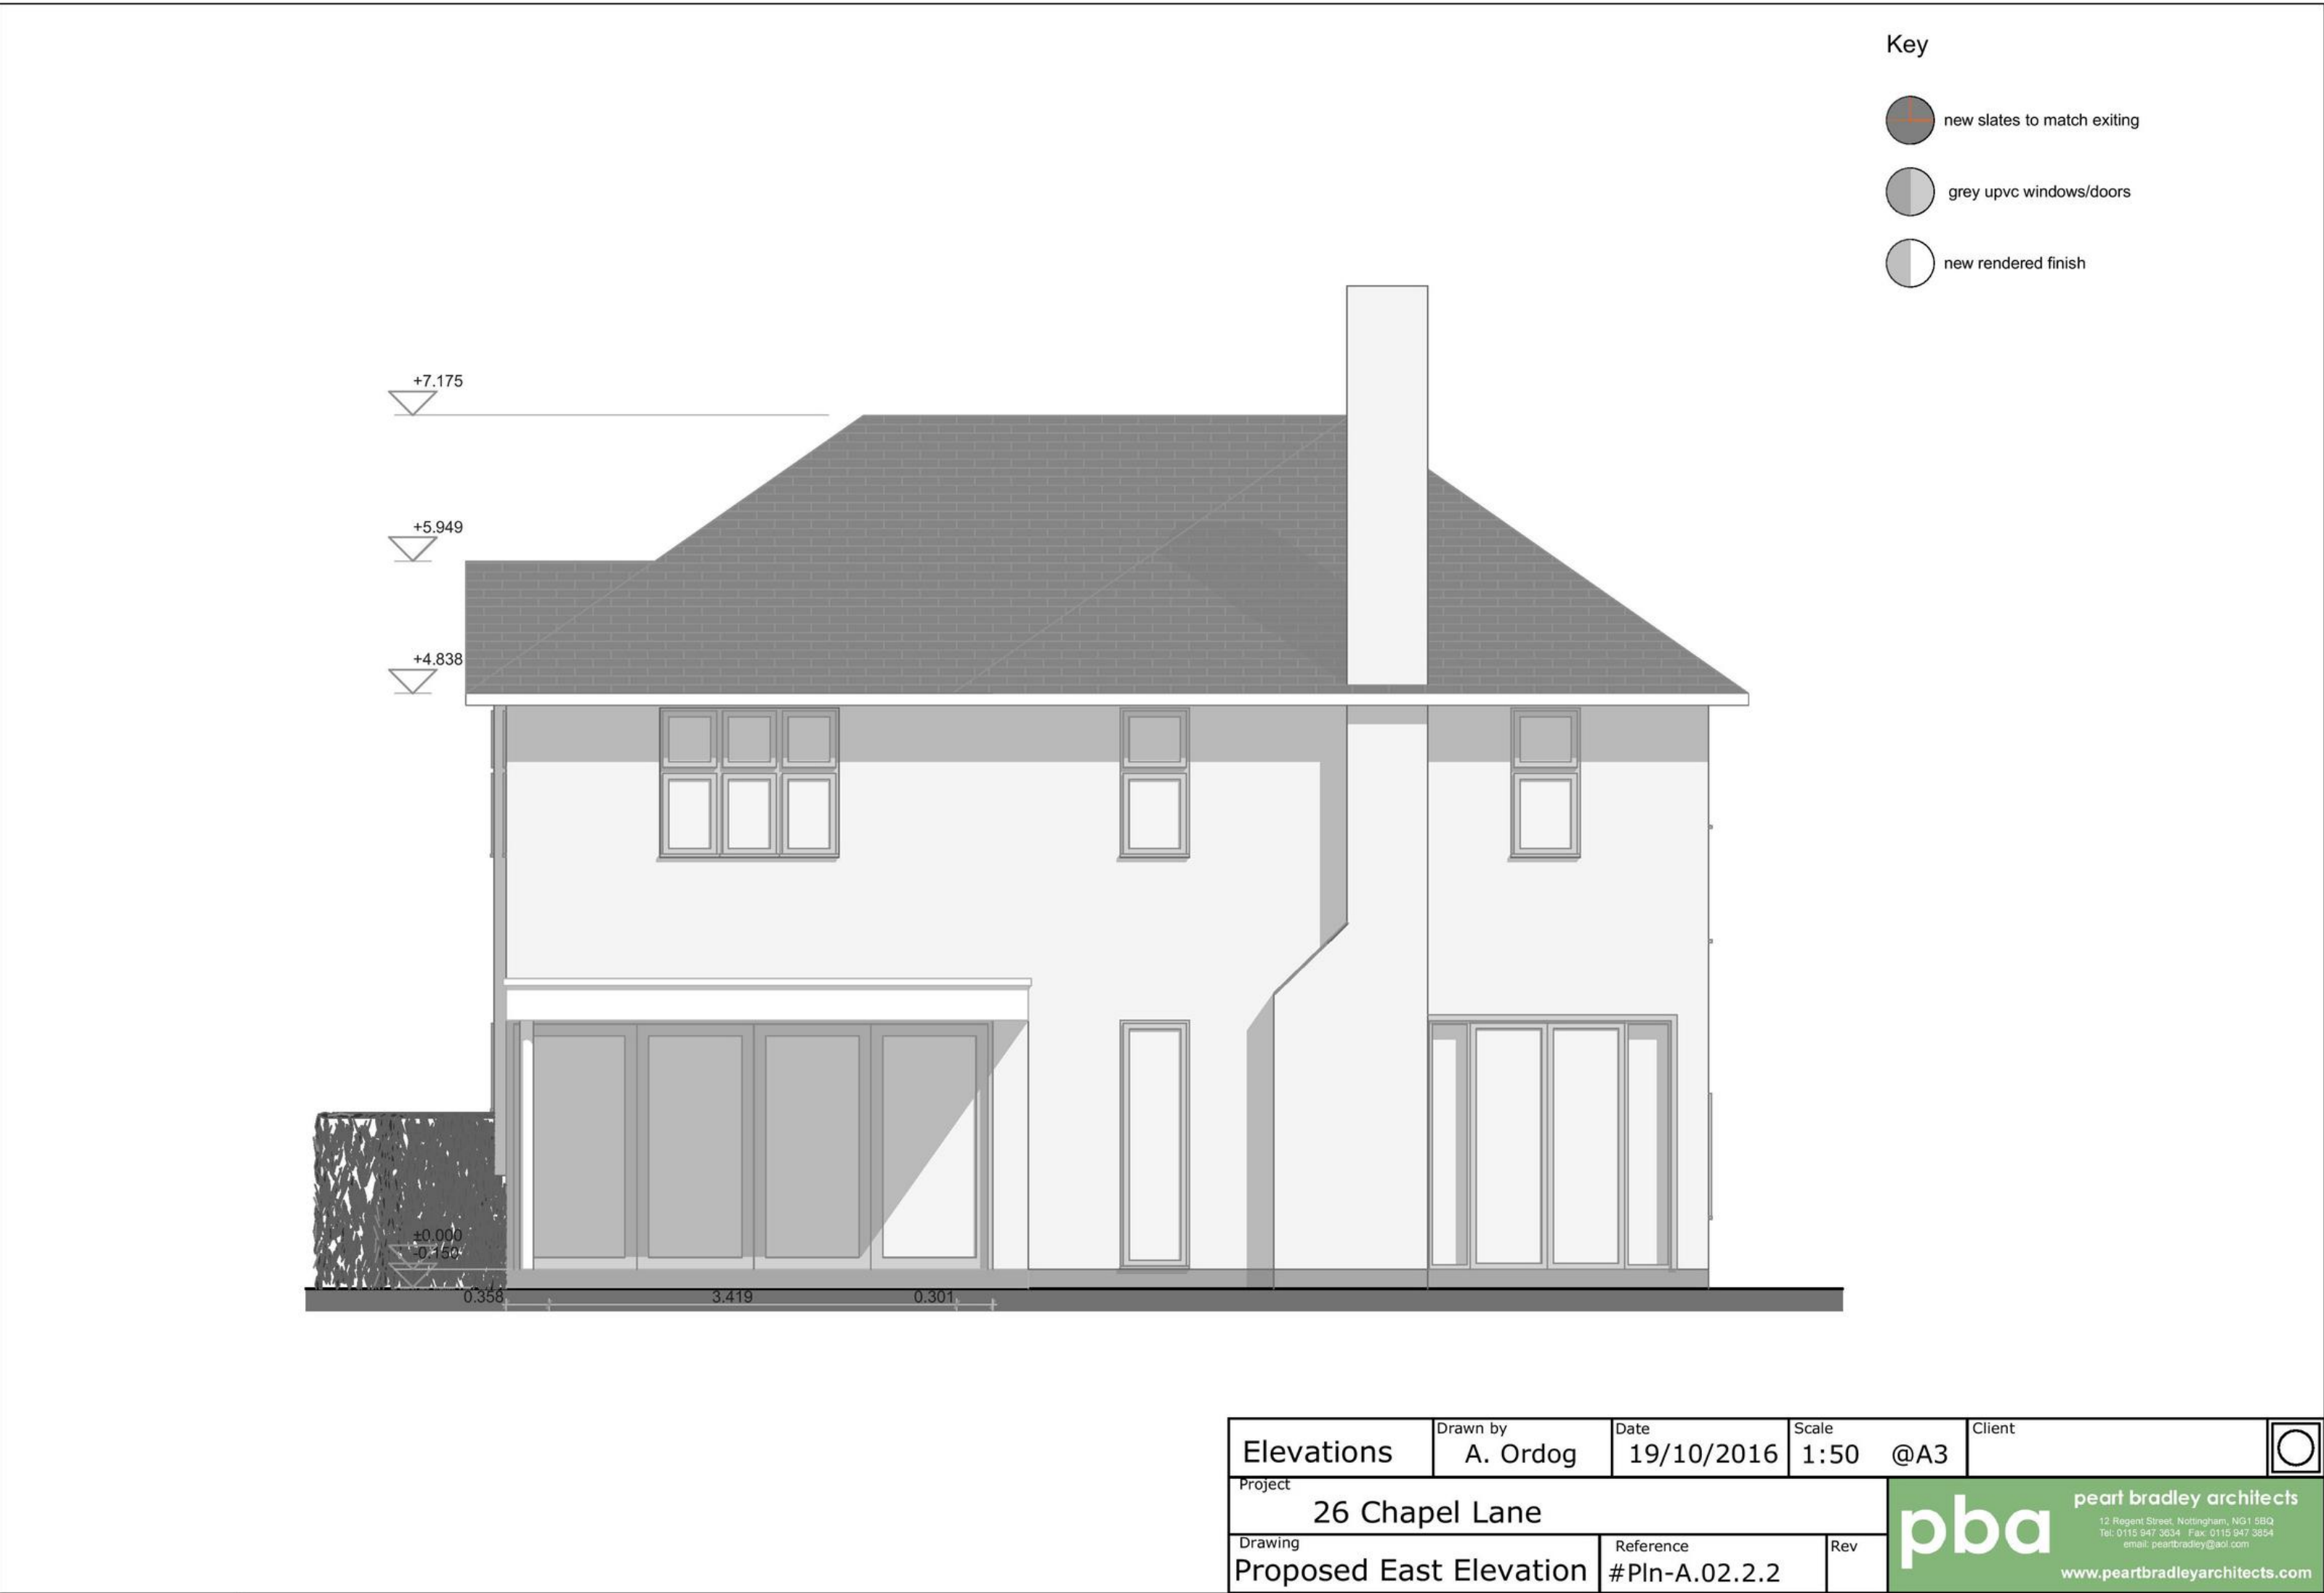 Key
new slates to match exiting
grey upvc windows/doors
new rendered finish
+7.175
+5.949
+4.838
±0.000
-0.150
0.358 3.419 0.301
Elevations
Drawn by
A. Ordog
Date
19/10/2016
Scale
1:50 @A3
Client
Project
26 Chapel Lane
Drawing
Proposed East Elevation
Reference
#Pln-A.02.2.2
Rev
pba
peart bradley architects
12 Regent Street, Nottingham, NG1 5BQ
Tel: 0115 947 3634 Fax: 0115 947 3854
email: peartbradley@aol.com
www.peartbradleyarchitects.com